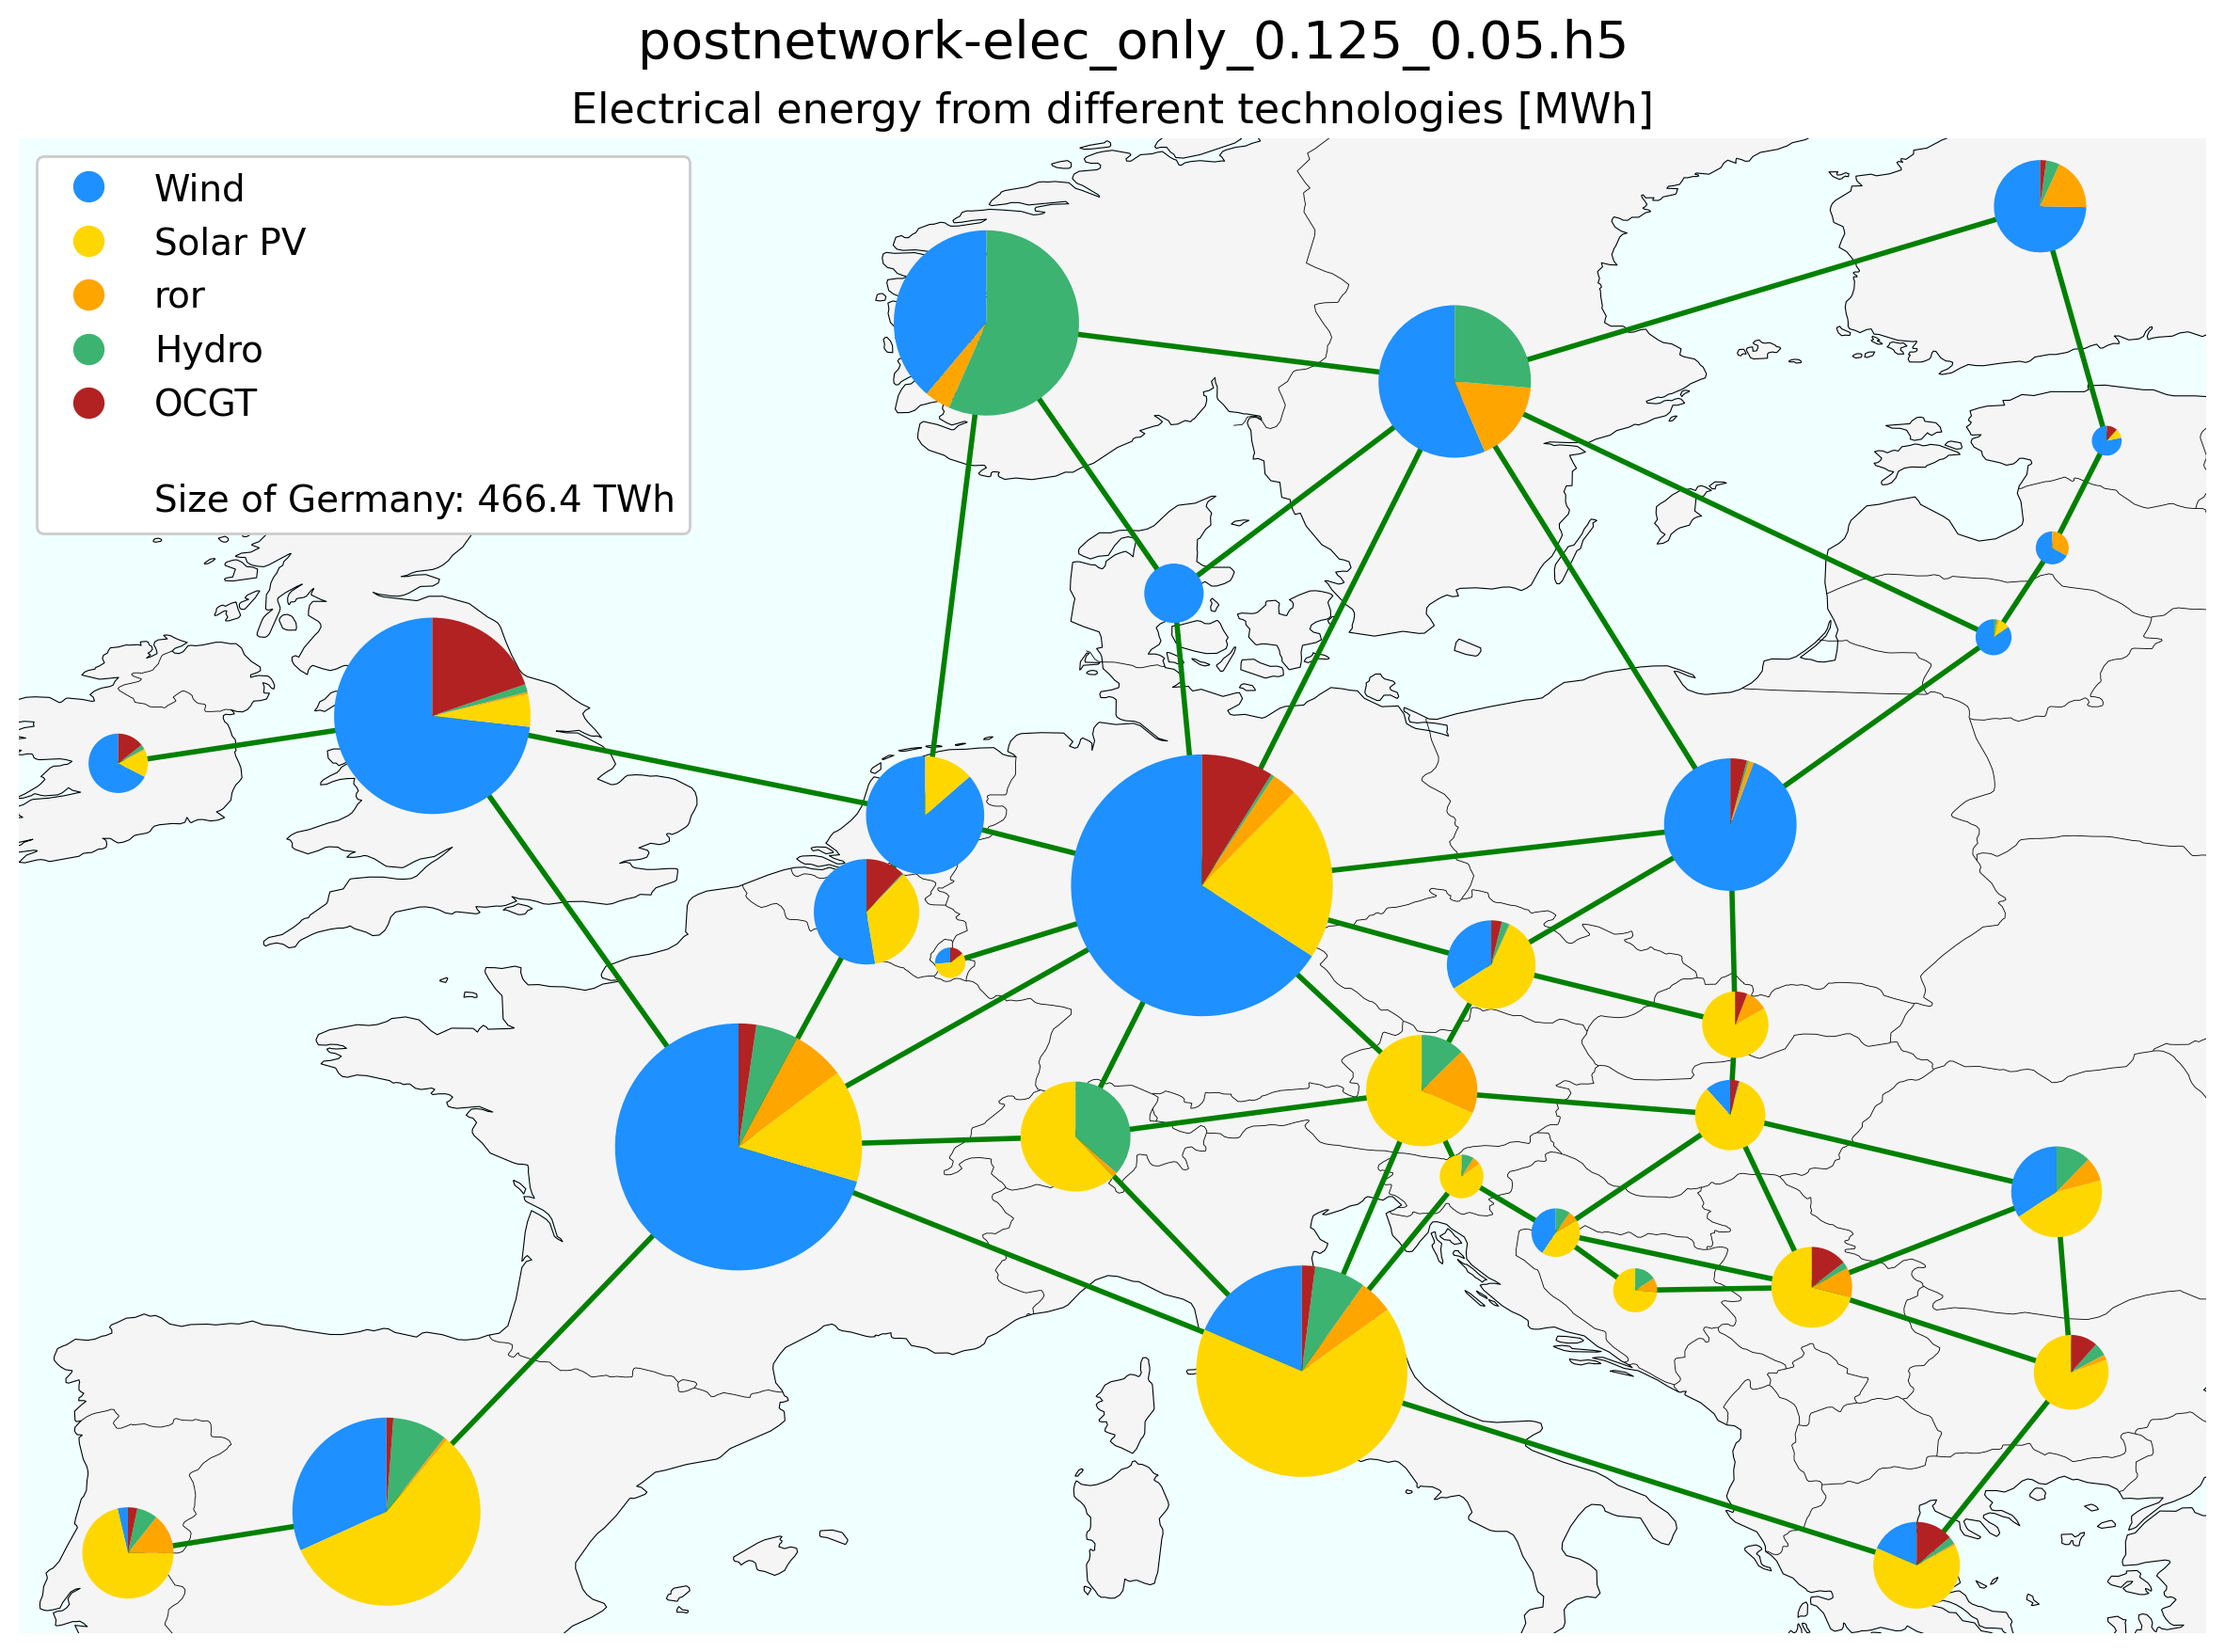 postnetwork-elec_only_0.125_0.05.h5
Electrical energy from different technologies [MWh]
Wind
Solar PV
ror
Hydro
OCGT
Size of Germany: 466.4 TWh